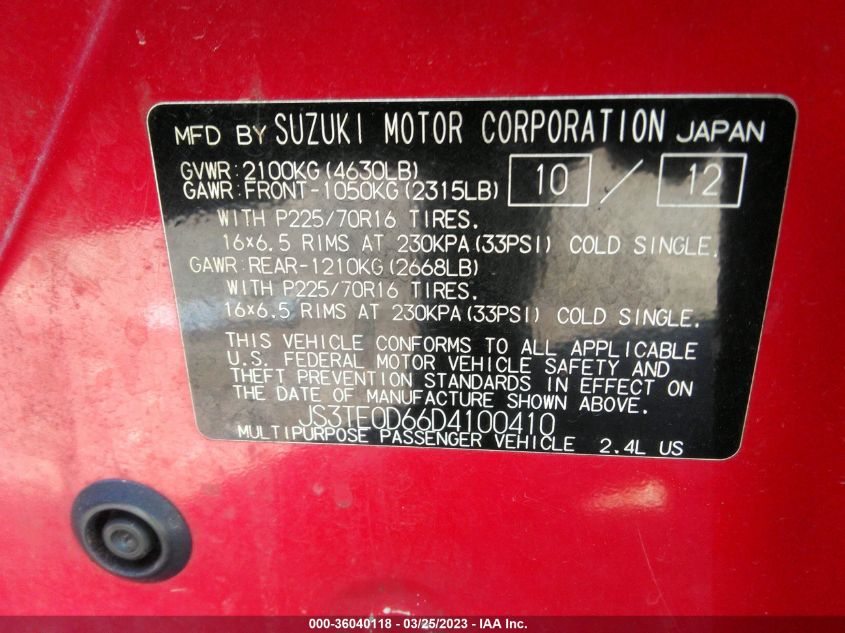 MFD BY SUZUKI MOTOR CORPORATION JAPAN
GVWR:2100KG(4630LB) 10 / 12
GAWR:FRONT-1050KG(2315LB)
WITH P225/70R16 TIRES.
16×6.5 RIMS AT 230KPA(33PSI) COLD SINGLE.
GAWR:REAR-1210KG(2668LB)
WITH P225/70R16 TIRES.
16×6.5 RIMS AT 230KPA(33PSI) COLD SINGLE.
THIS VEHICLE CONFORMS TO ALL APPLICABLE
U.S. FEDERAL MOTOR VEHICLE SAFETY AND
THEFT PREVENTION STANDARDS IN EFFECT ON
THE DATE OF MANUFACTURE SHOWN ABOVE.
JS3TE0D66D4100410
MULTIPURPOSE PASSENGER VEHICLE 2.4L US
000-36040118 - 03/25/2023 - IAA Inc.